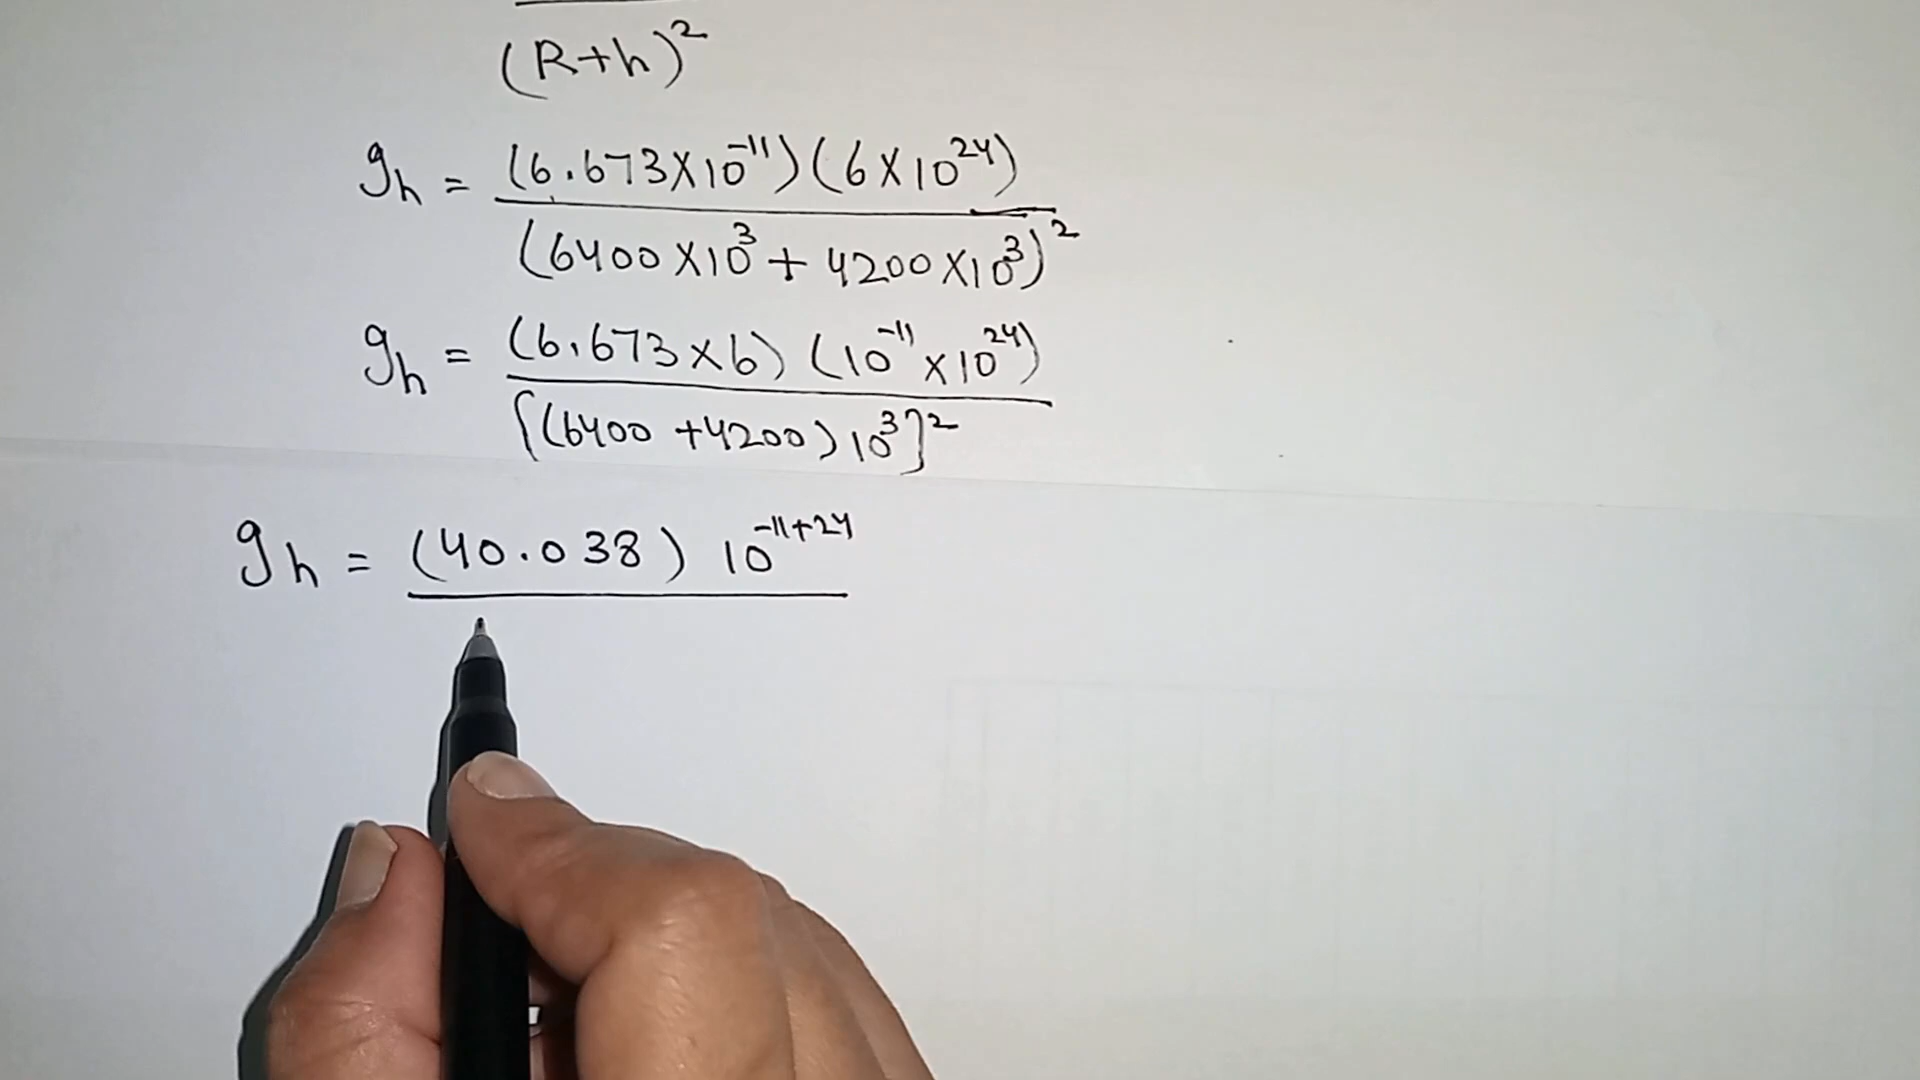 (R+h)²
gₕ = (6.673×10⁻¹¹)(6×10²⁴)
(6400×10³ + 4200×10³)²
gₕ = (6.673×6) (10⁻¹¹×10²⁴)
[(6400+4200)10³]²
gₕ = (40.038) 10⁻¹¹⁺²⁴